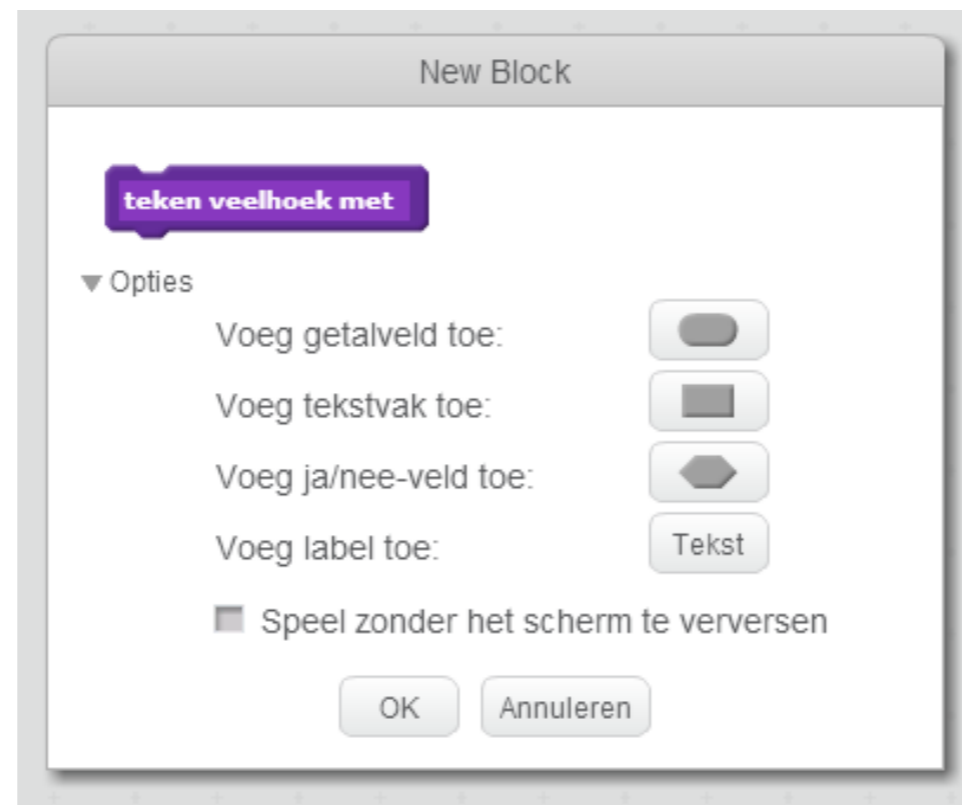 New Block
teken veelhoek met
Opties
Voeg getalveld toe:
Voeg tekstvak toe:
Voeg ja/nee-veld toe:
Voeg label toe: Tekst
Speel zonder het scherm te verversen
OK Annuleren